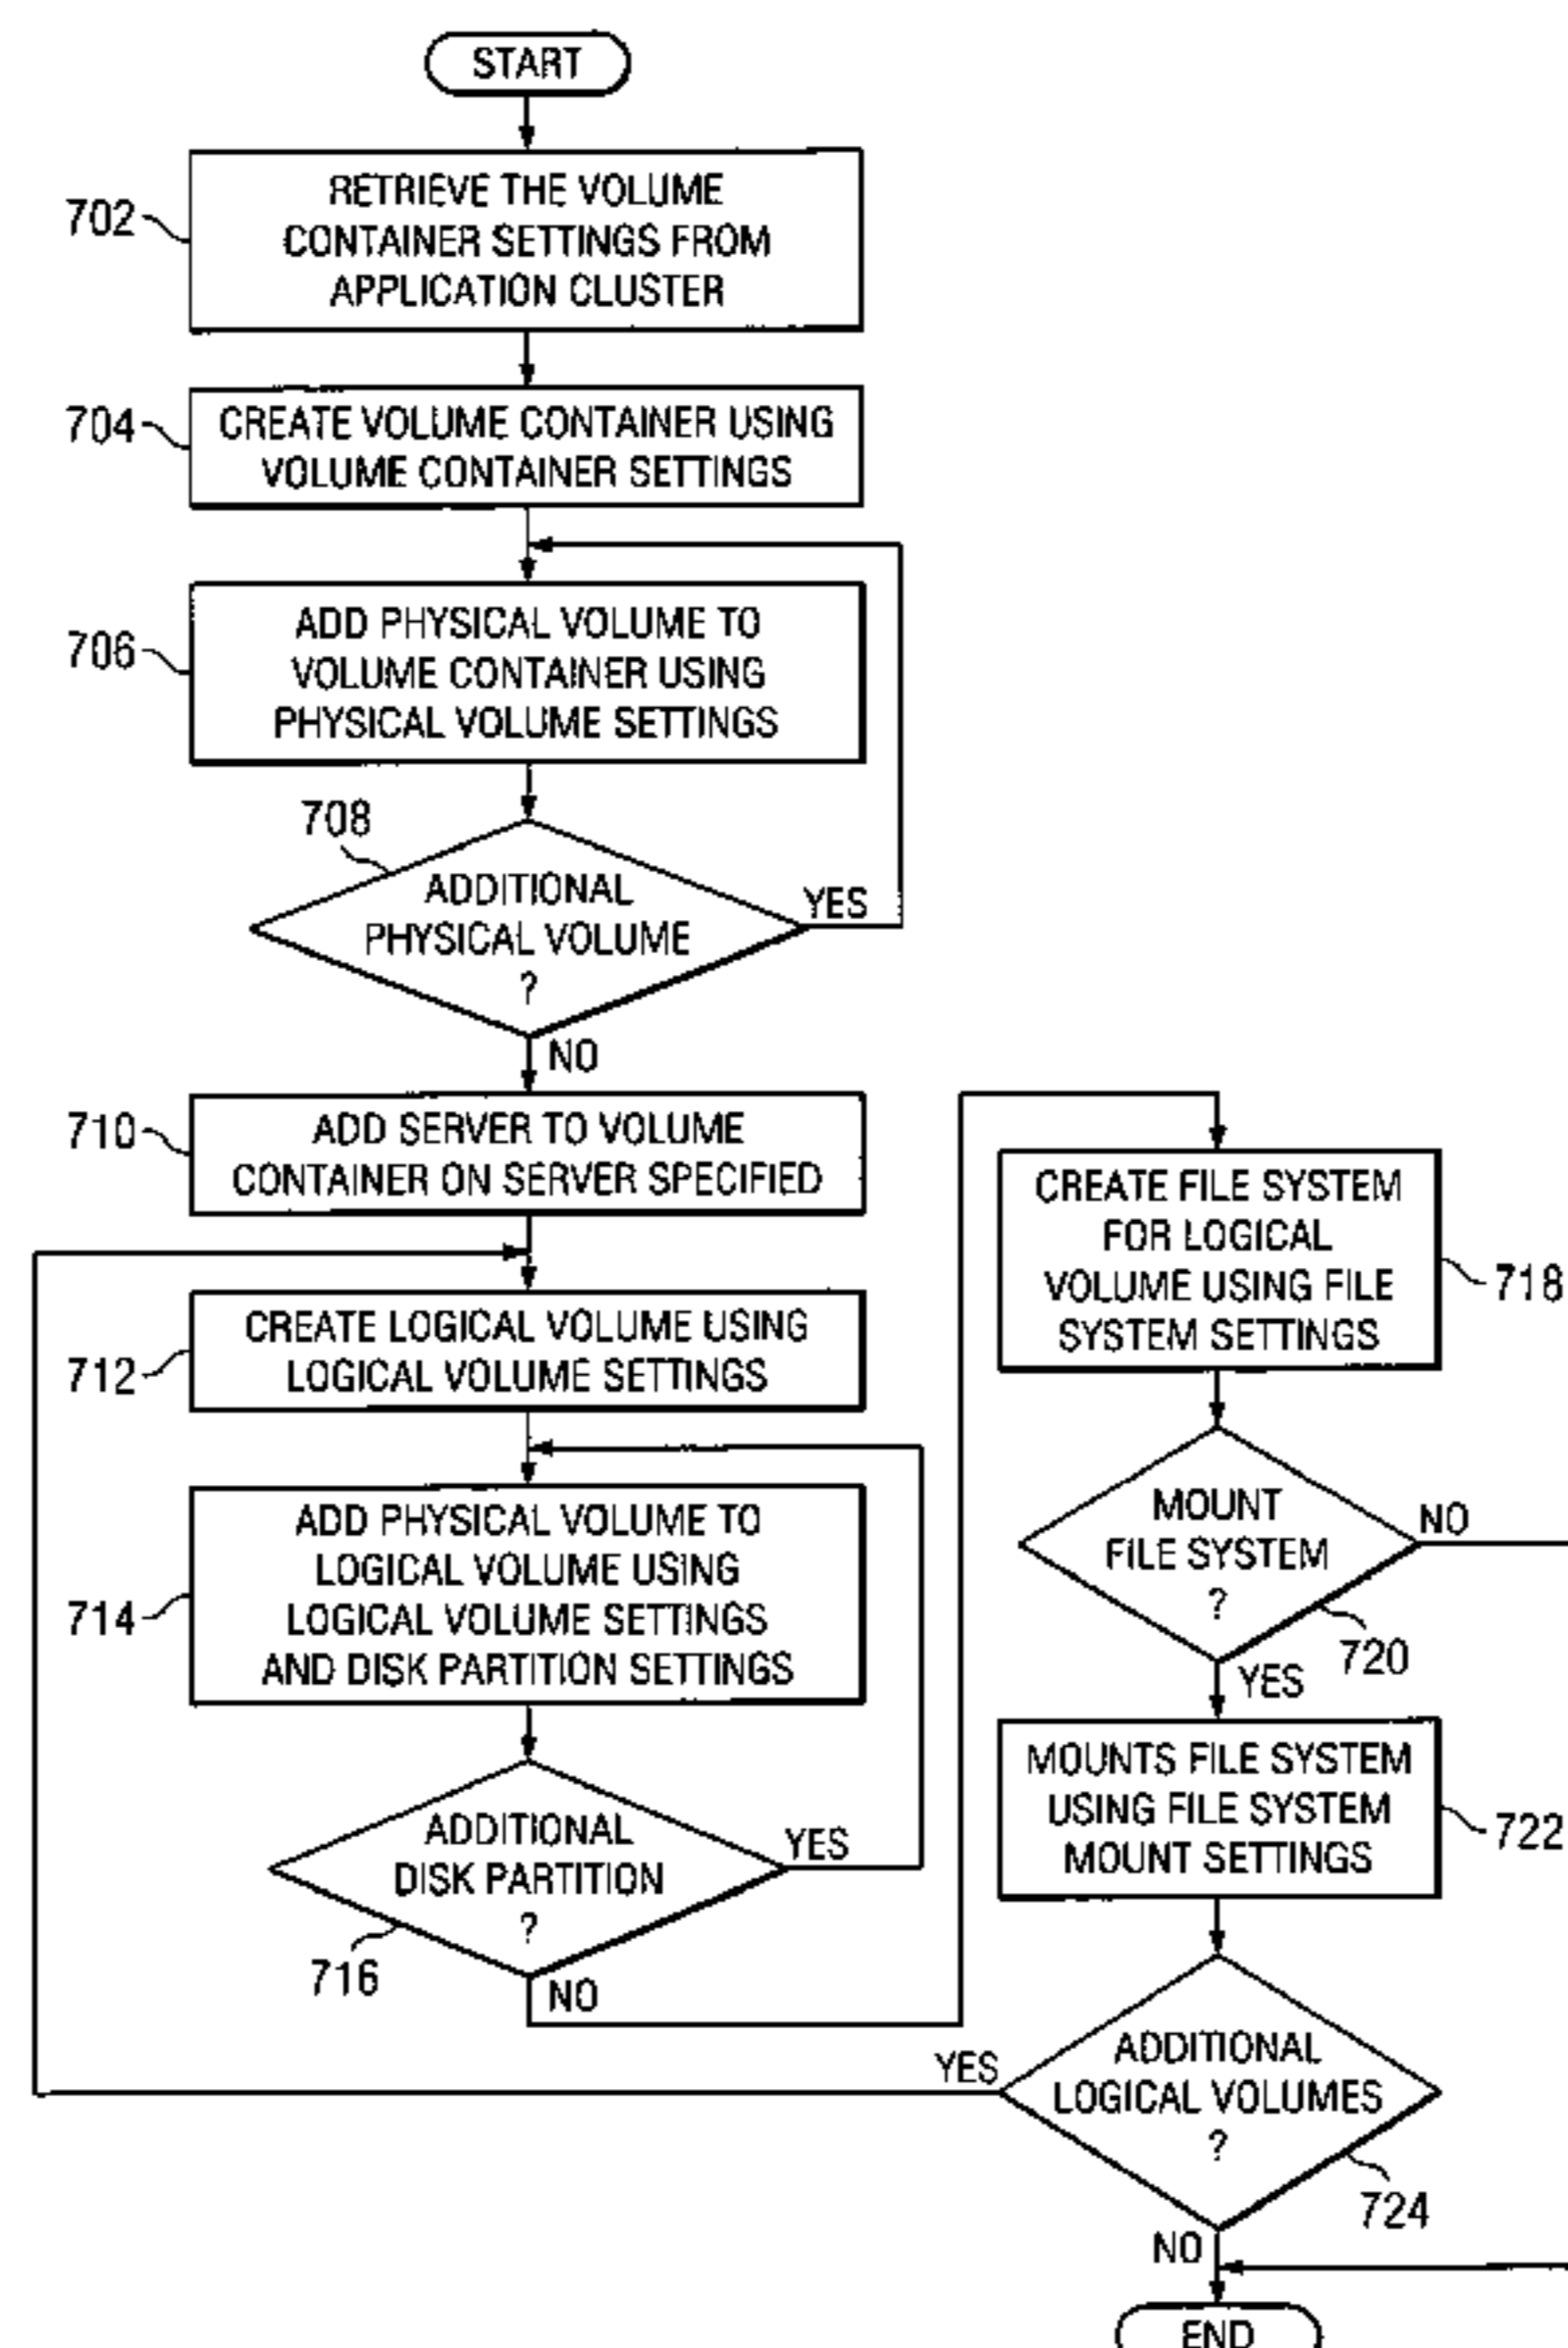 START
702
RETRIEVE THE VOLUME
CONTAINER SETTINGS FROM
APPLICATION CLUSTER
704
CREATE VOLUME CONTAINER USING
VOLUME CONTAINER SETTINGS
706
ADD PHYSICAL VOLUME TO
VOLUME CONTAINER USING
PHYSICAL VOLUME SETTINGS
708
ADDITIONAL
PHYSICAL VOLUME
?
YES
NO
710
ADD SERVER TO VOLUME
CONTAINER ON SERVER SPECIFIED
712
CREATE LOGICAL VOLUME USING
LOGICAL VOLUME SETTINGS
714
ADD PHYSICAL VOLUME TO
LOGICAL VOLUME USING
LOGICAL VOLUME SETTINGS
AND DISK PARTITION SETTINGS
716
ADDITIONAL
DISK PARTITION
?
YES
NO
CREATE FILE SYSTEM
FOR LOGICAL
VOLUME USING FILE
SYSTEM SETTINGS
718
MOUNT
FILE SYSTEM
?
NO
720
YES
MOUNTS FILE SYSTEM
USING FILE SYSTEM
MOUNT SETTINGS
722
YES
ADDITIONAL
LOGICAL VOLUMES
?
724
NO
END